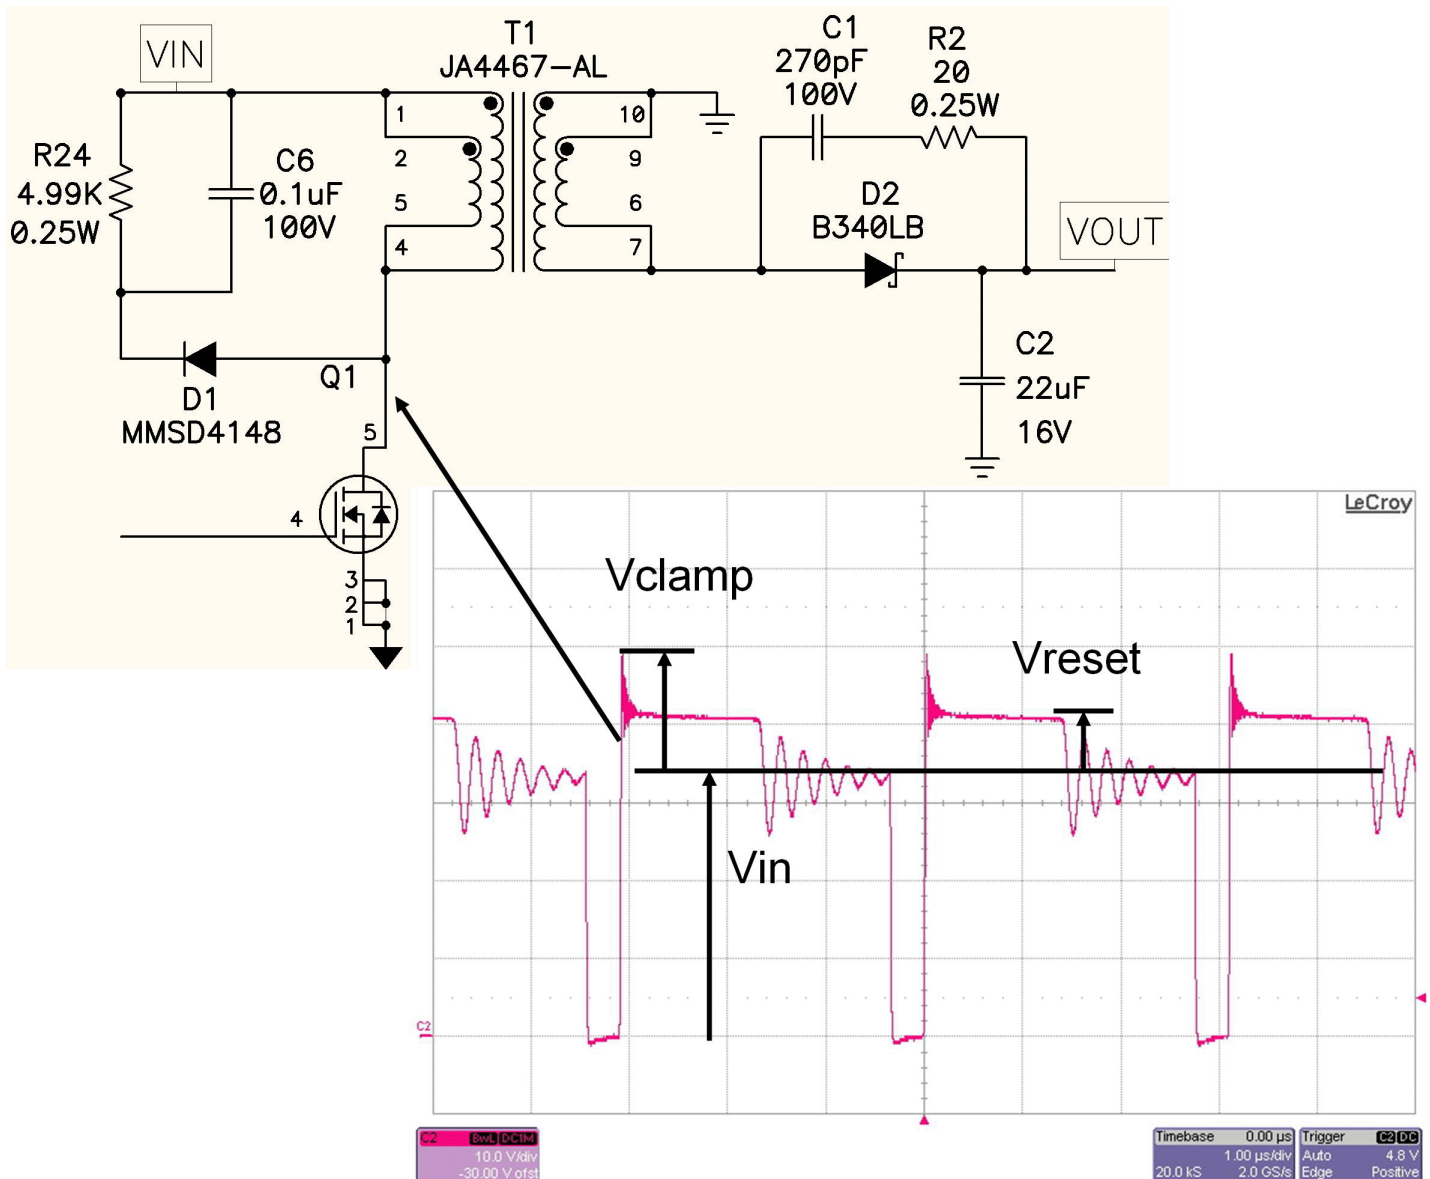 VIN
T1
JA4467-AL
C1
270pF
100V
R2
20
0.25W
R24
4.99K
0.25W
C6
0.1uF
100V
1
2
5
4
10
9
6
7
D2
B340LB
VOUT
D1
MMSD4148
Q1
5
4
3
2
1
C2
22uF
16V
LeCroy
Vclamp
Vreset
Vin
C2
C2 BwL DC1M
10.0 V/div
-30.00 V ofst
Timebase 0.00 µs
1.00 µs/div
20.0 kS 2.0 GS/s
Trigger C2 DC
Auto 4.8 V
Edge Positive